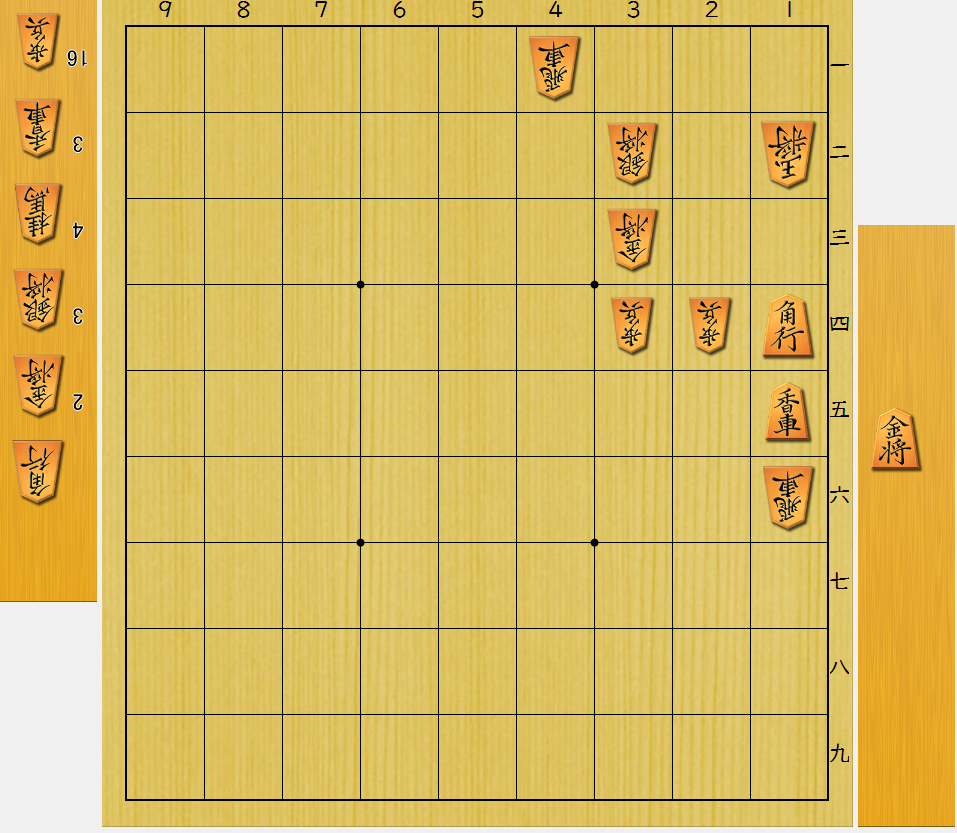 9 8 7 6 5 4 3 2 1
歩兵 16
香車 3
桂馬 4
銀将 3
金将 2
角行
飛車 一
銀将 玉将 二
金将 三
歩兵 歩兵 角行 四
香車 五
飛車 六
七
八
九
金将